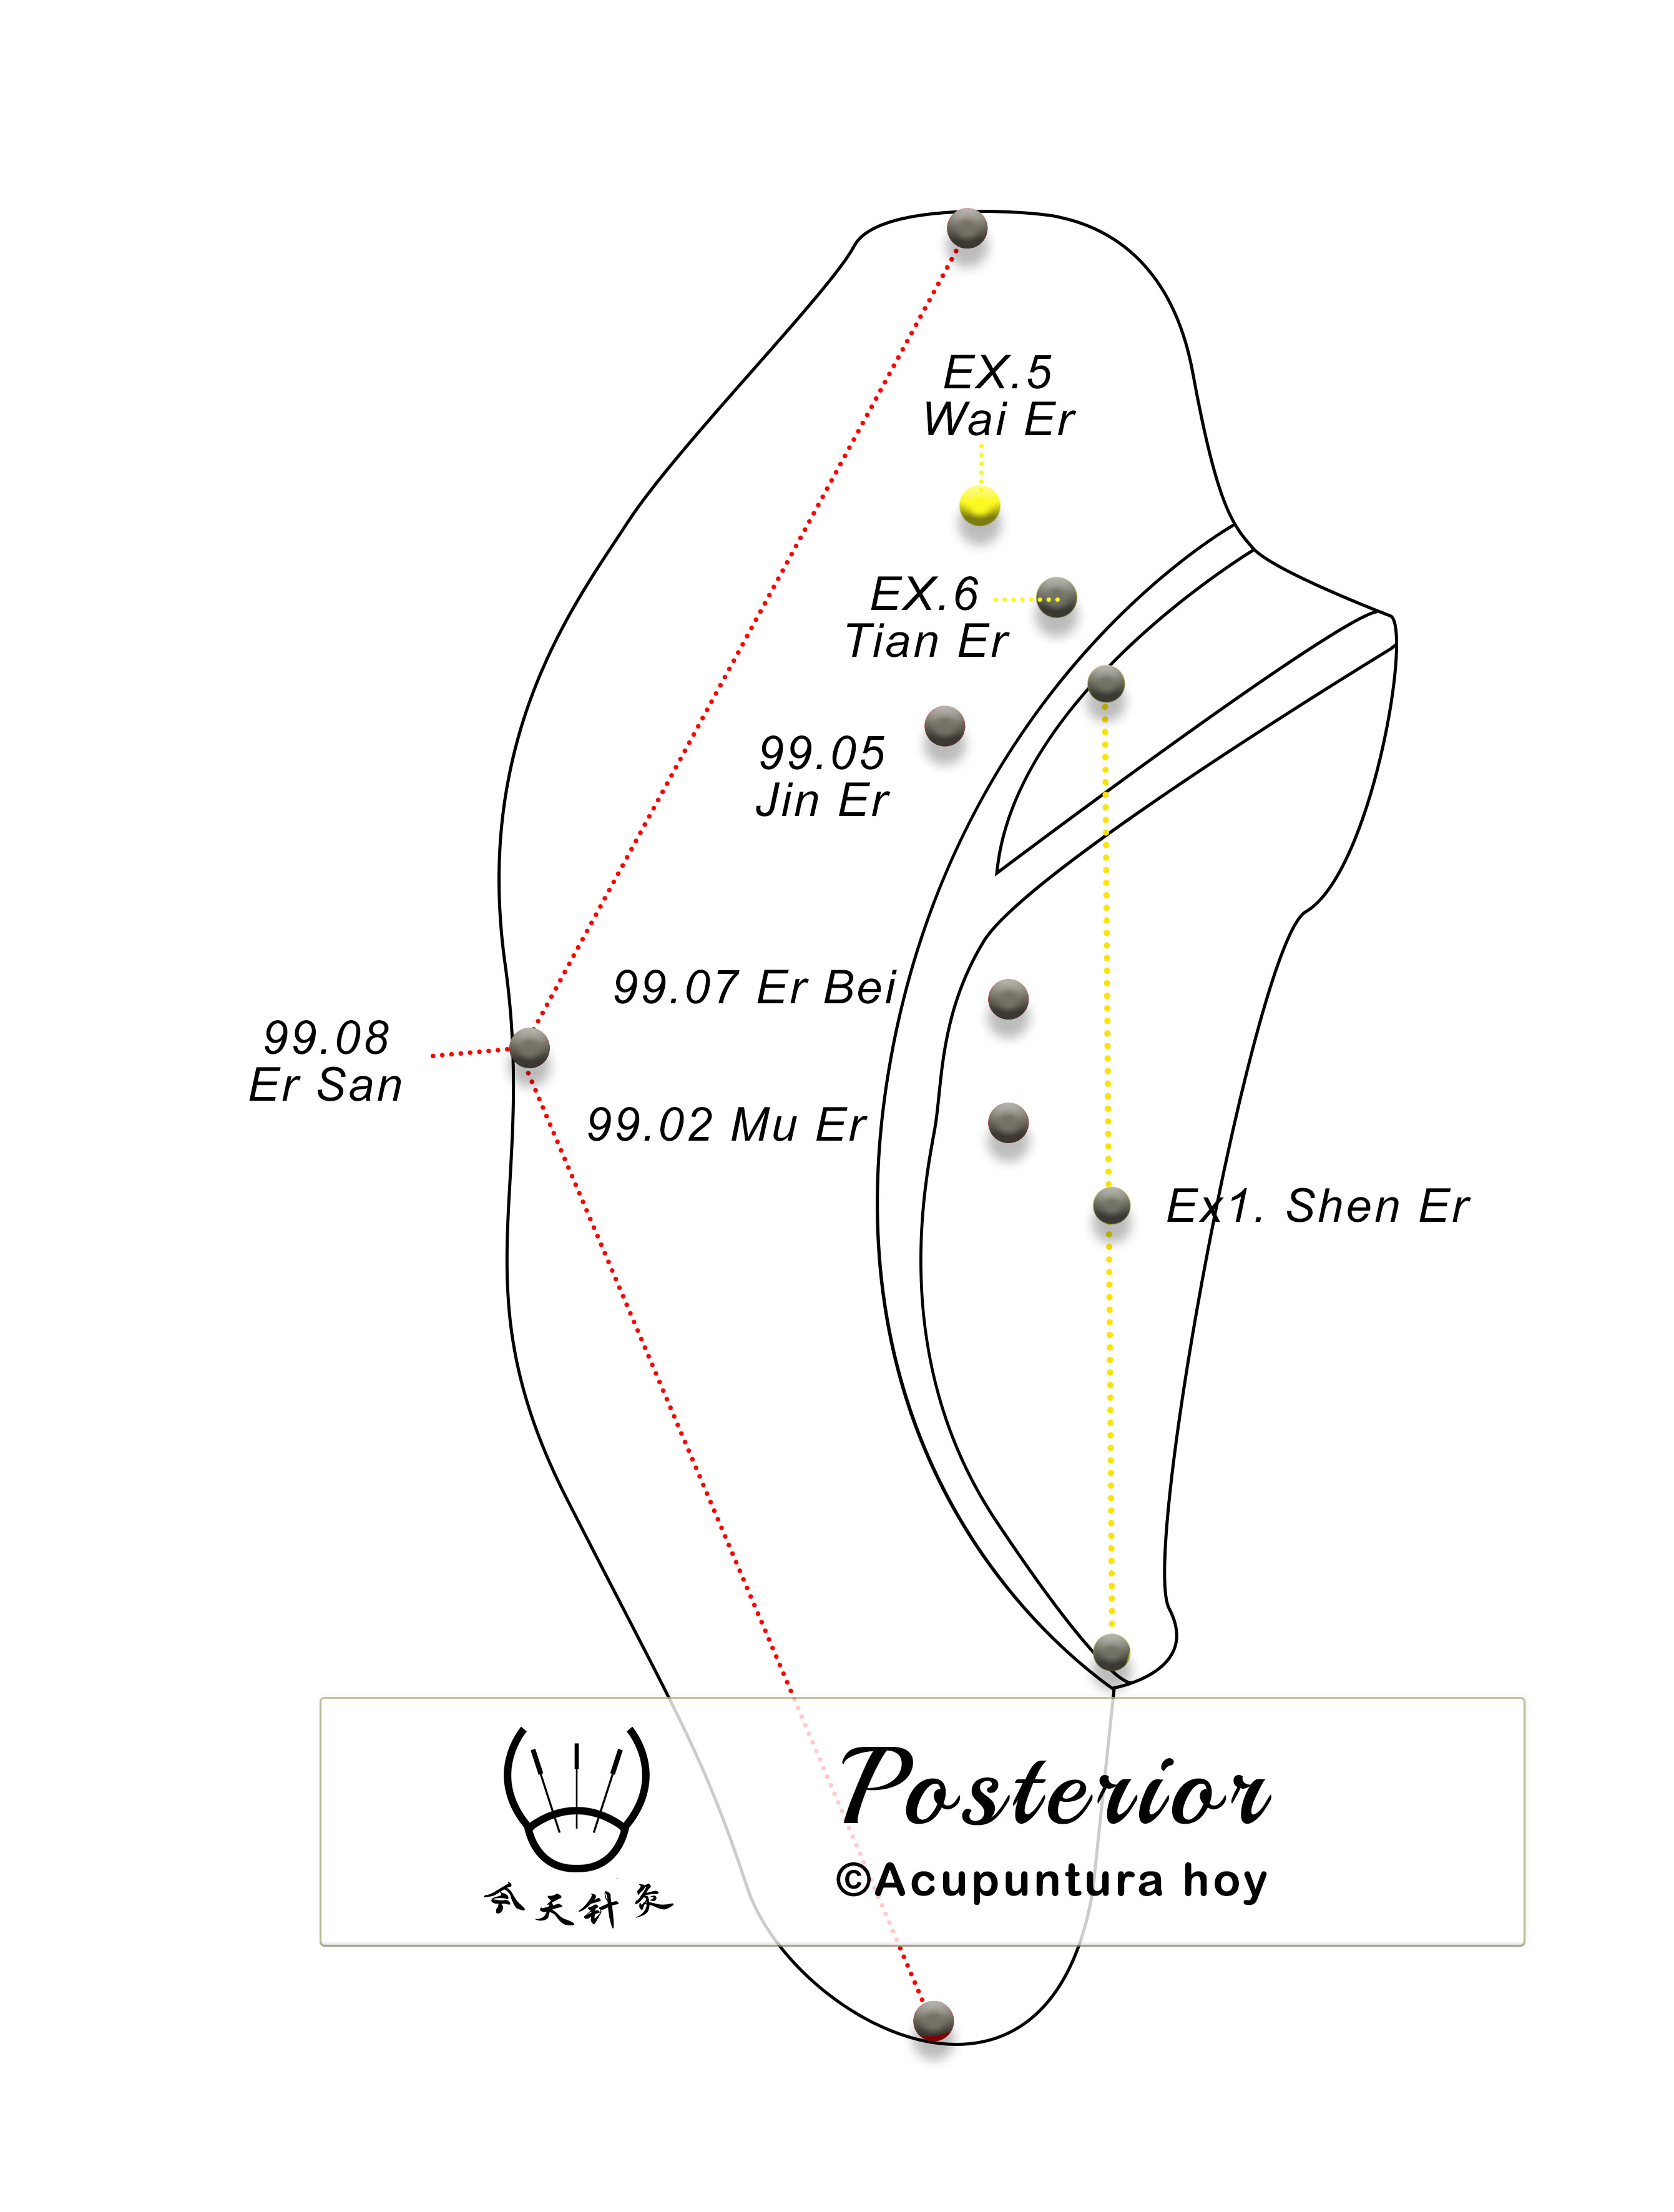 EX.5
Wai Er
EX.6
Tian Er
99.05
Jin Er
99.07 Er Bei
99.08
Er San
99.02 Mu Er
Ex1. Shen Er
Posterior
©Acupuntura hoy
今天针灸